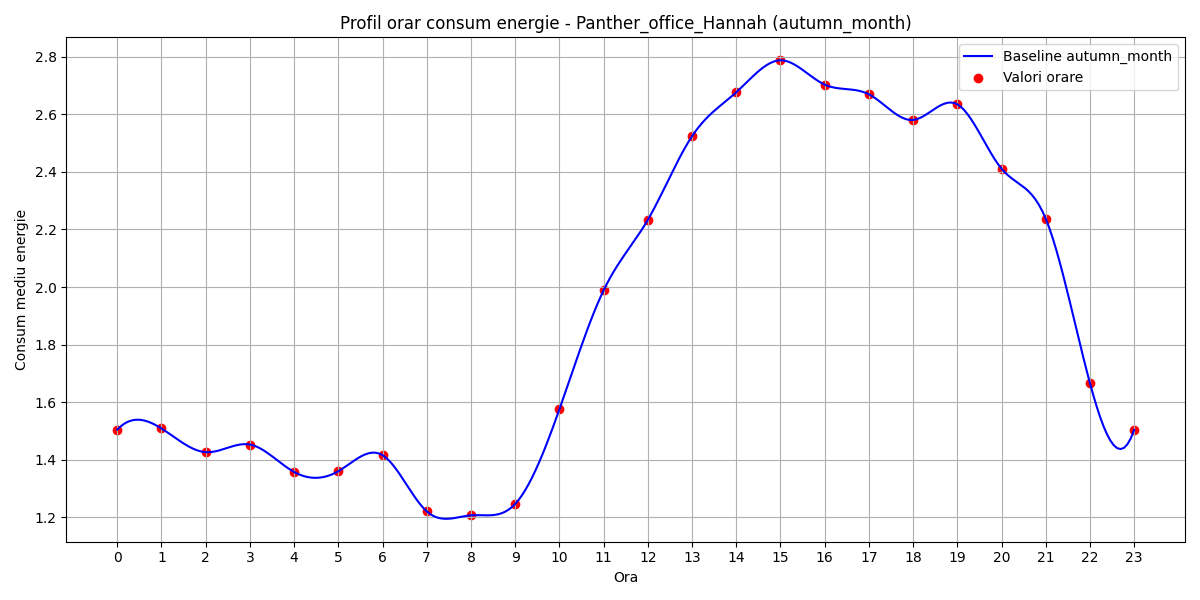 Profil orar consum energie - Panther_office_Hannah (autumn_month)
Baseline autumn_month
Valori orare
Consum mediu energie
2.8
2.6
2.4
2.2
2.0
1.8
1.6
1.4
1.2
0 1 2 3 4 5 6 7 8 9 10 11 12 13 14 15 16 17 18 19 20 21 22 23
Ora